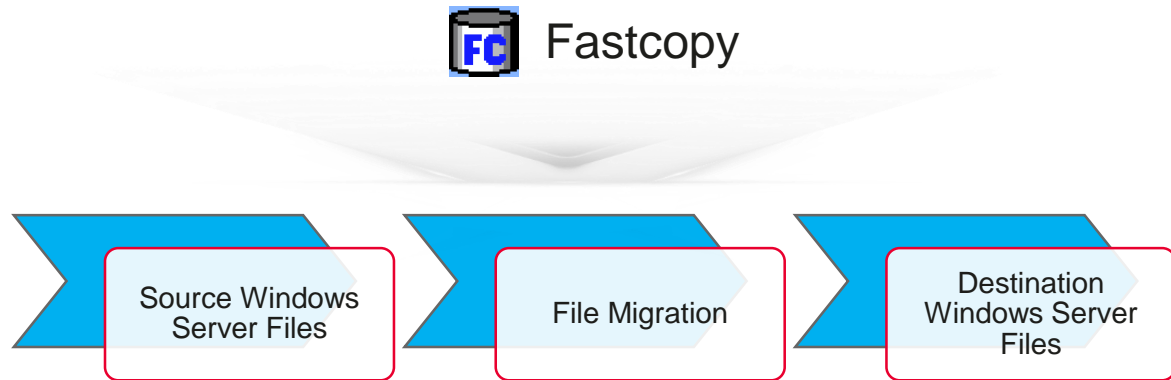 FC
Fastcopy
Source Windows
Server Files
File Migration
Destination
Windows Server
Files